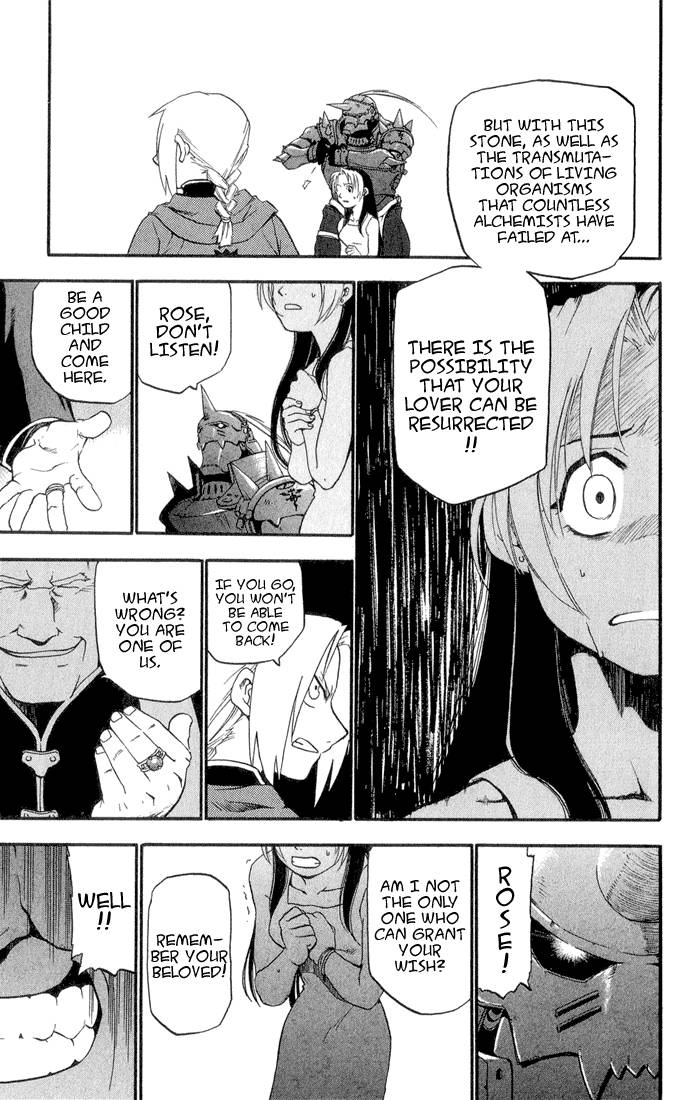 BUT WITH THIS
STONE, AS WELL AS
THE TRANSMUTA-
TIONS OF LIVING
ORGANISMS
THAT COUNTLESS
ALCHEMISTS HAVE
FAILED AT...
THERE IS THE
POSSIBILITY
THAT YOUR
LOVER CAN BE
RESURRECTED
!!
ROSE,
DON'T
LISTEN!
BE A
GOOD
CHILD
AND
COME
HERE.
IF YOU GO,
YOU WON'T
BE ABLE
TO COME
BACK!
WHAT'S
WRONG?
YOU ARE
ONE OF
US.
ROSE!
AM I NOT
THE ONLY
ONE WHO
CAN GRANT
YOUR
WISH?
REMEM-
BER YOUR
BELOVED!
WELL
!!